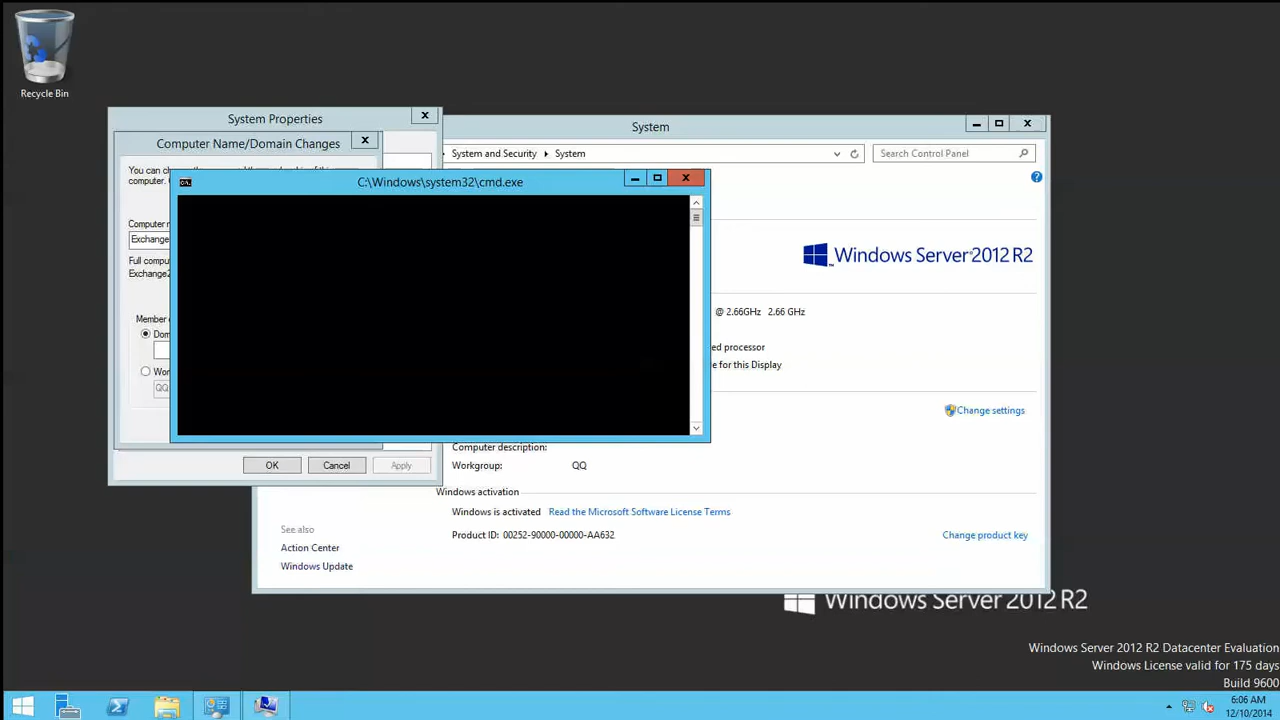 Recycle Bin
System Properties
Computer Name/Domain Changes
You can
computer.
Computer
Exchange
Full
Exchange2
Member
QQ
OK
Cancel
Apply
C:\Windows\system32\cmd.exe
System
System and Security
System
Search Control Panel
Windows Server 2012 R2
@ 2.66GHz 2.66 GHz
processor
for this Display
Change settings
Computer description:
Workgroup: QQ
Windows activation
Windows is activated Read the Microsoft Software License Terms
Product ID: 00252-90000-00000-AA632
Change product key
See also
Action Center
Windows Update
Windows Server 2012 R2
Windows Server 2012 R2 Datacenter Evaluation
Windows License valid for 175 days
Build 9600
6:06 AM
12/10/2014